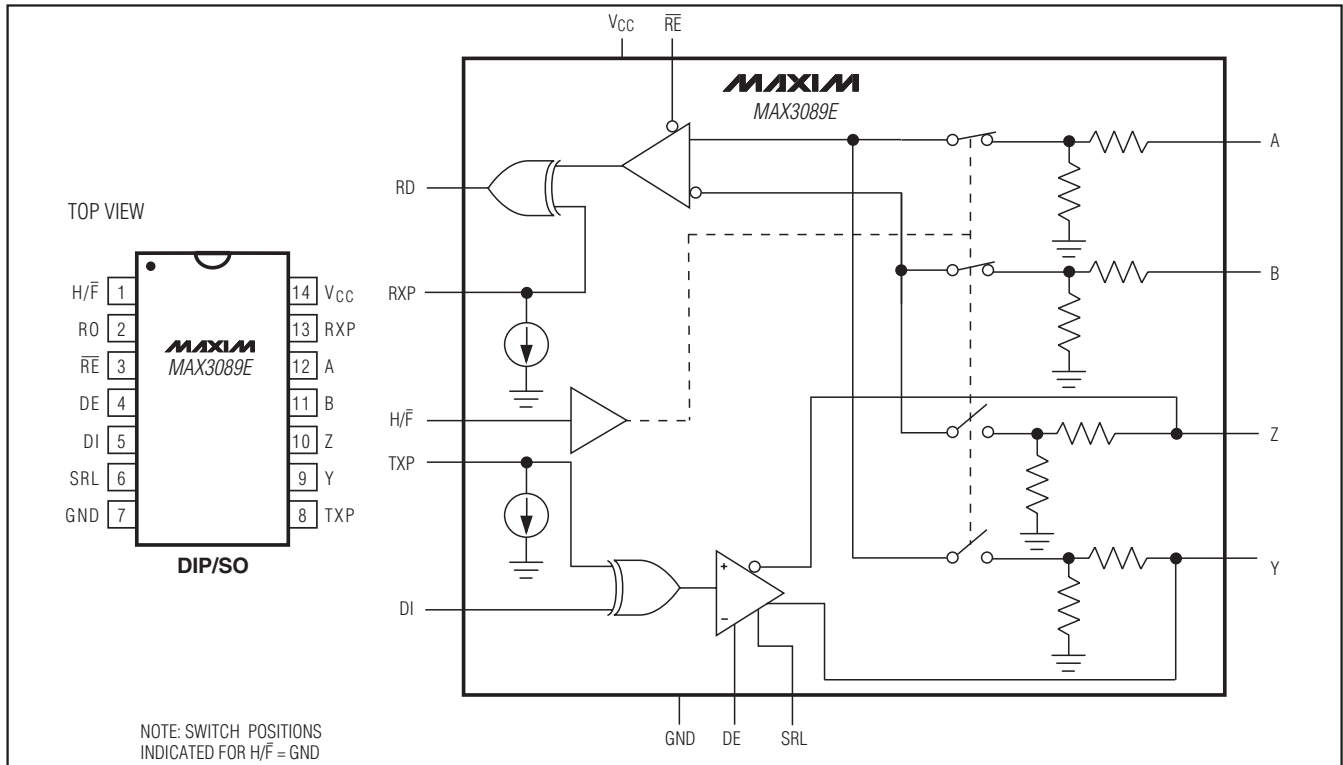 TOP VIEW
H/F̅ 1
RO 2
R̅E̅ 3
DE 4
DI 5
SRL 6
GND 7
MAXIM
MAX3089E
14 VCC
13 RXP
12 A
11 B
10 Z
9 Y
8 TXP
DIP/SO
NOTE: SWITCH POSITIONS
INDICATED FOR H/F̅ = GND
VCC R̅E̅
MAXIM
MAX3089E
RD
RXP
H/F̅
TXP
DI
+
−
A
B
Z
Y
GND DE SRL